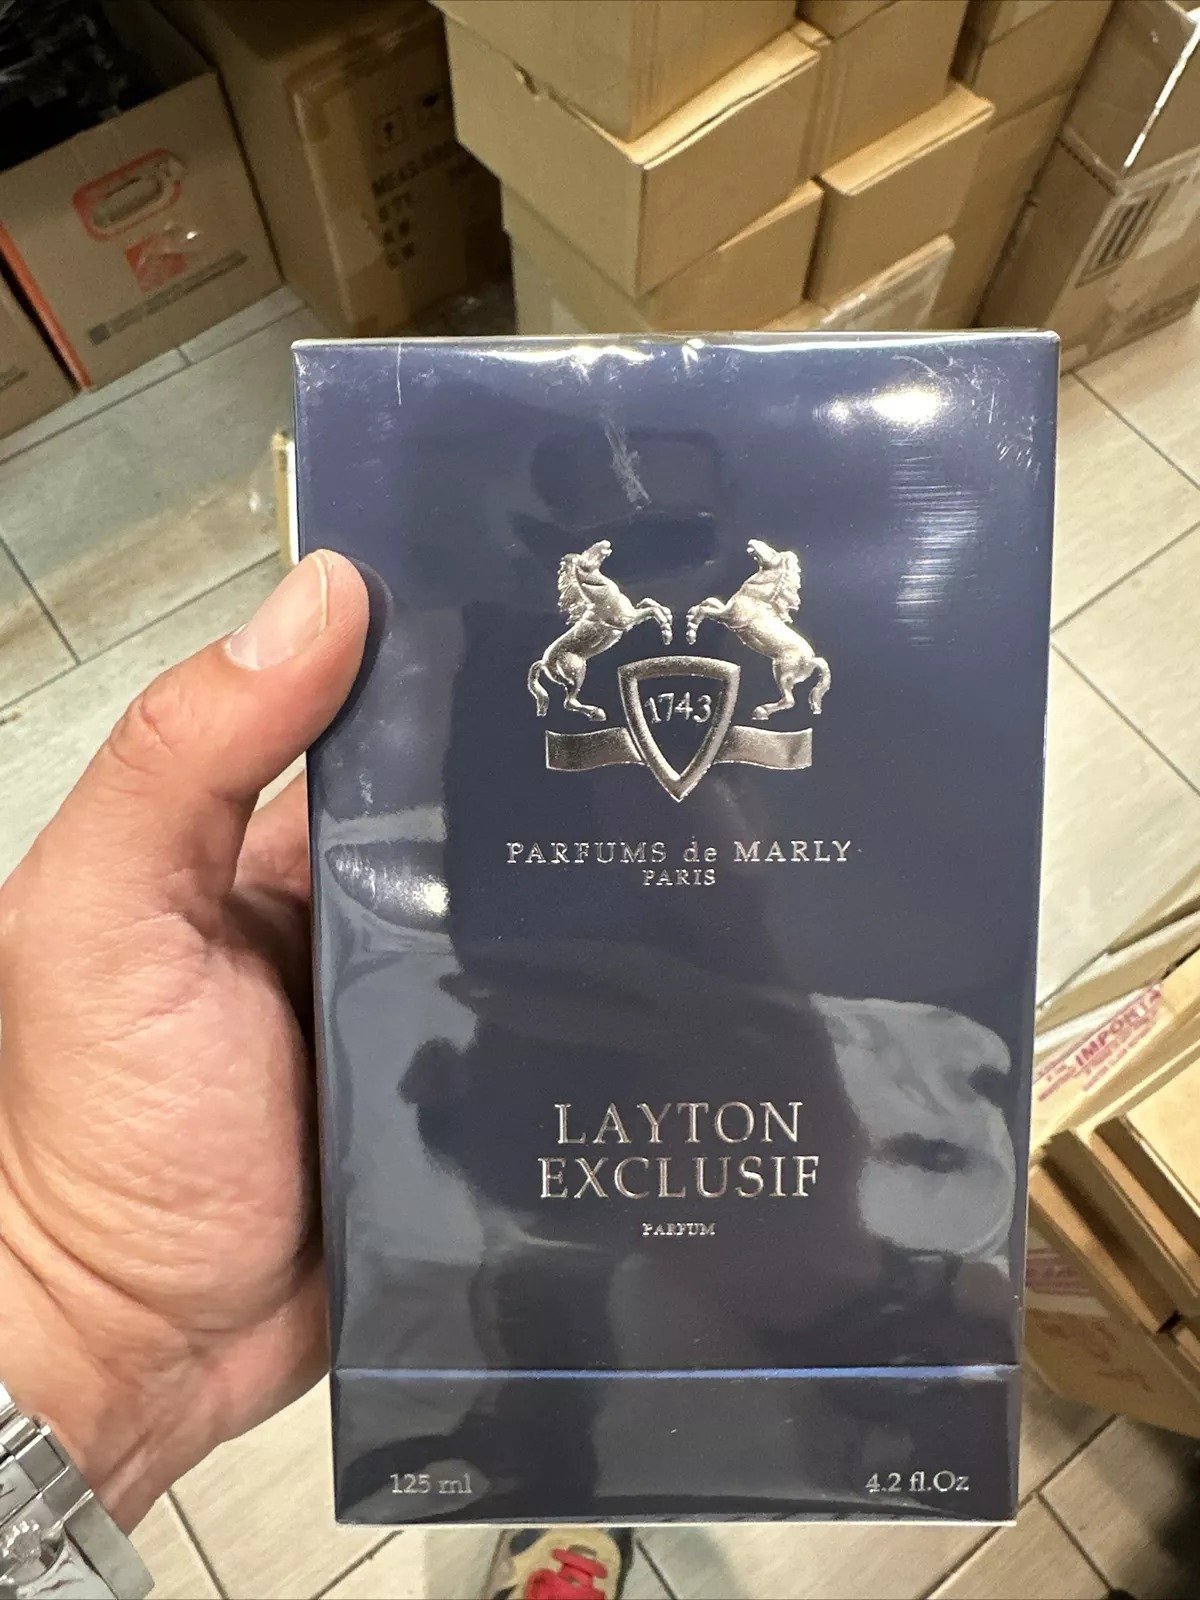 1743
PARFUMS de MARLY
PARIS
LAYTON
EXCLUSIF
PARFUM
125 ml
4.2 fl.Oz